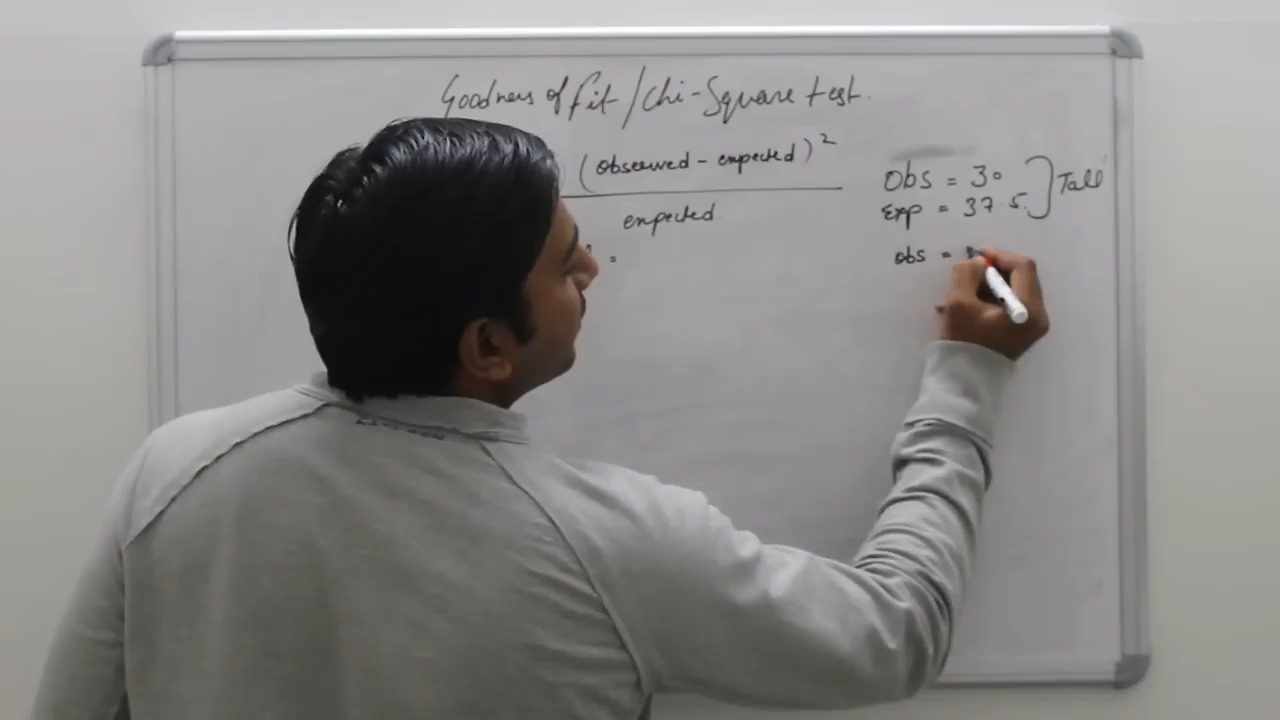 Goodness of fit / Chi-Square test.
(Observed - expected)²
expected.
=
Obs = 30
Exp = 37.5
Tall
obs =